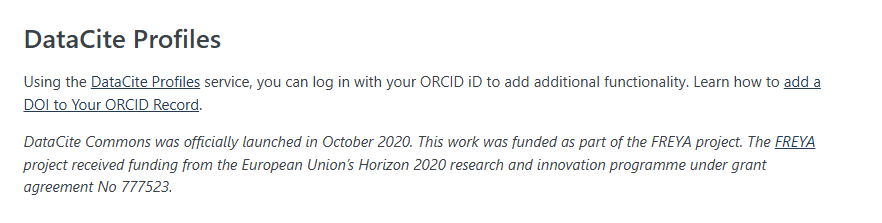 DataCite Profiles
Using the DataCite Profiles service, you can log in with your ORCID iD to add additional functionality. Learn how to add a
DOI to Your ORCID Record.
DataCite Commons was officially launched in October 2020. This work was funded as part of the FREYA project. The FREYA
project received funding from the European Union's Horizon 2020 research and innovation programme under grant
agreement No 777523.